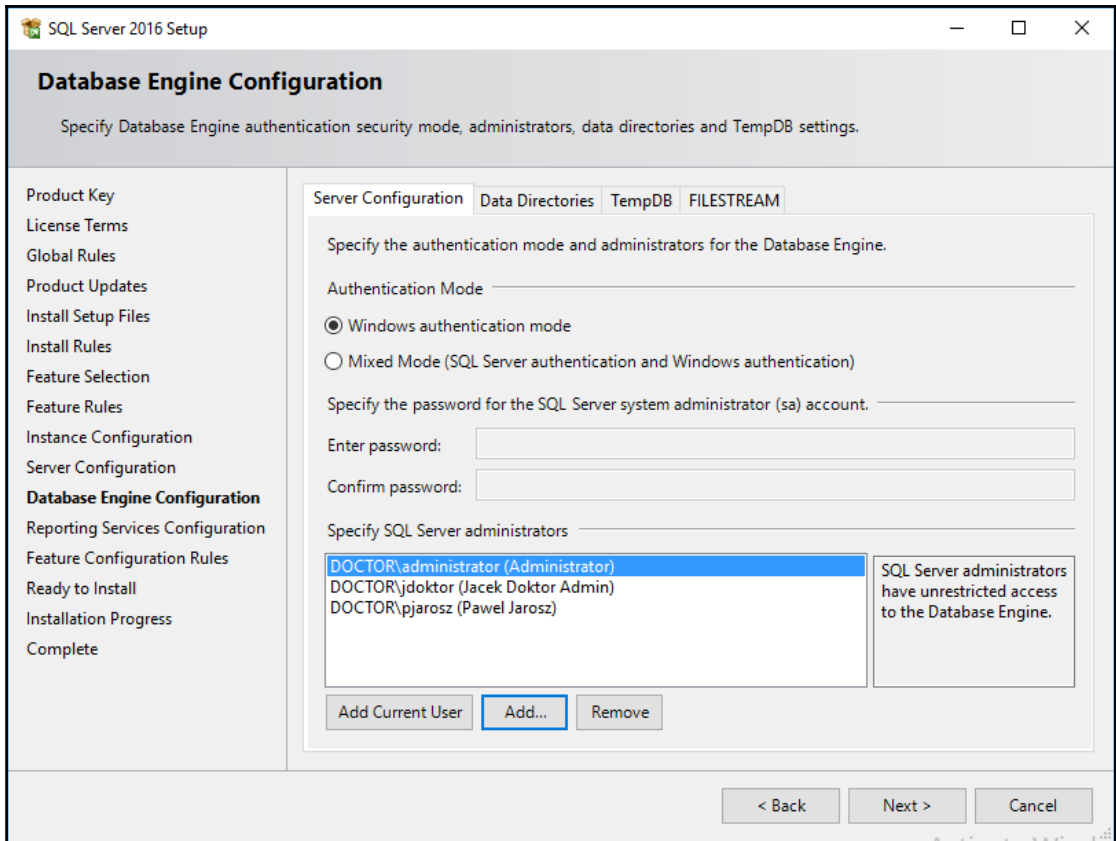 SQL Server 2016 Setup
Database Engine Configuration
Specify Database Engine authentication security mode, administrators, data directories and TempDB settings.
Product Key
License Terms
Global Rules
Product Updates
Install Setup Files
Install Rules
Feature Selection
Feature Rules
Instance Configuration
Server Configuration
Database Engine Configuration
Reporting Services Configuration
Feature Configuration Rules
Ready to Install
Installation Progress
Complete
Server Configuration Data Directories TempDB FILESTREAM
Specify the authentication mode and administrators for the Database Engine.
Authentication Mode
Windows authentication mode
Mixed Mode (SQL Server authentication and Windows authentication)
Specify the password for the SQL Server system administrator (sa) account.
Enter password:
Confirm password:
Specify SQL Server administrators
DOCTOR\administrator (Administrator)
DOCTOR\jdoktor (Jacek Doktor Admin)
DOCTOR\pjarosz (Pawel Jarosz)
SQL Server administrators
have unrestricted access
to the Database Engine.
Add Current User Add... Remove
< Back Next > Cancel